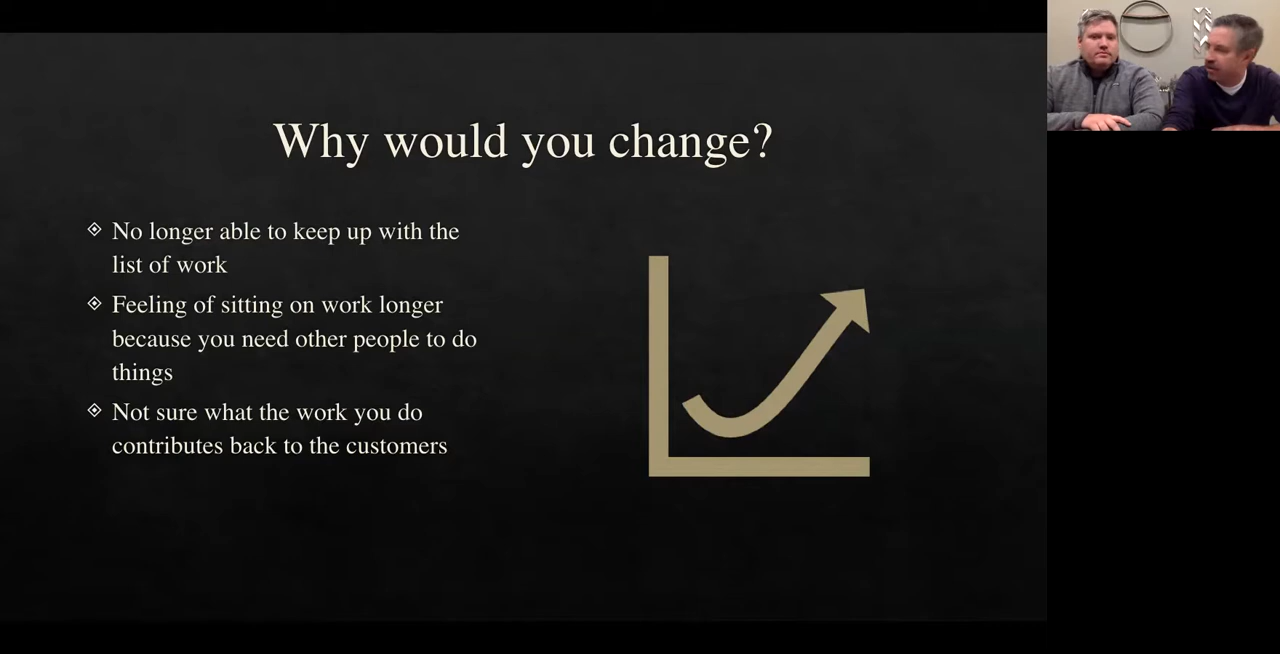 Why would you change?
No longer able to keep up with the
list of work
Feeling of sitting on work longer
because you need other people to do
things
Not sure what the work you do
contributes back to the customers